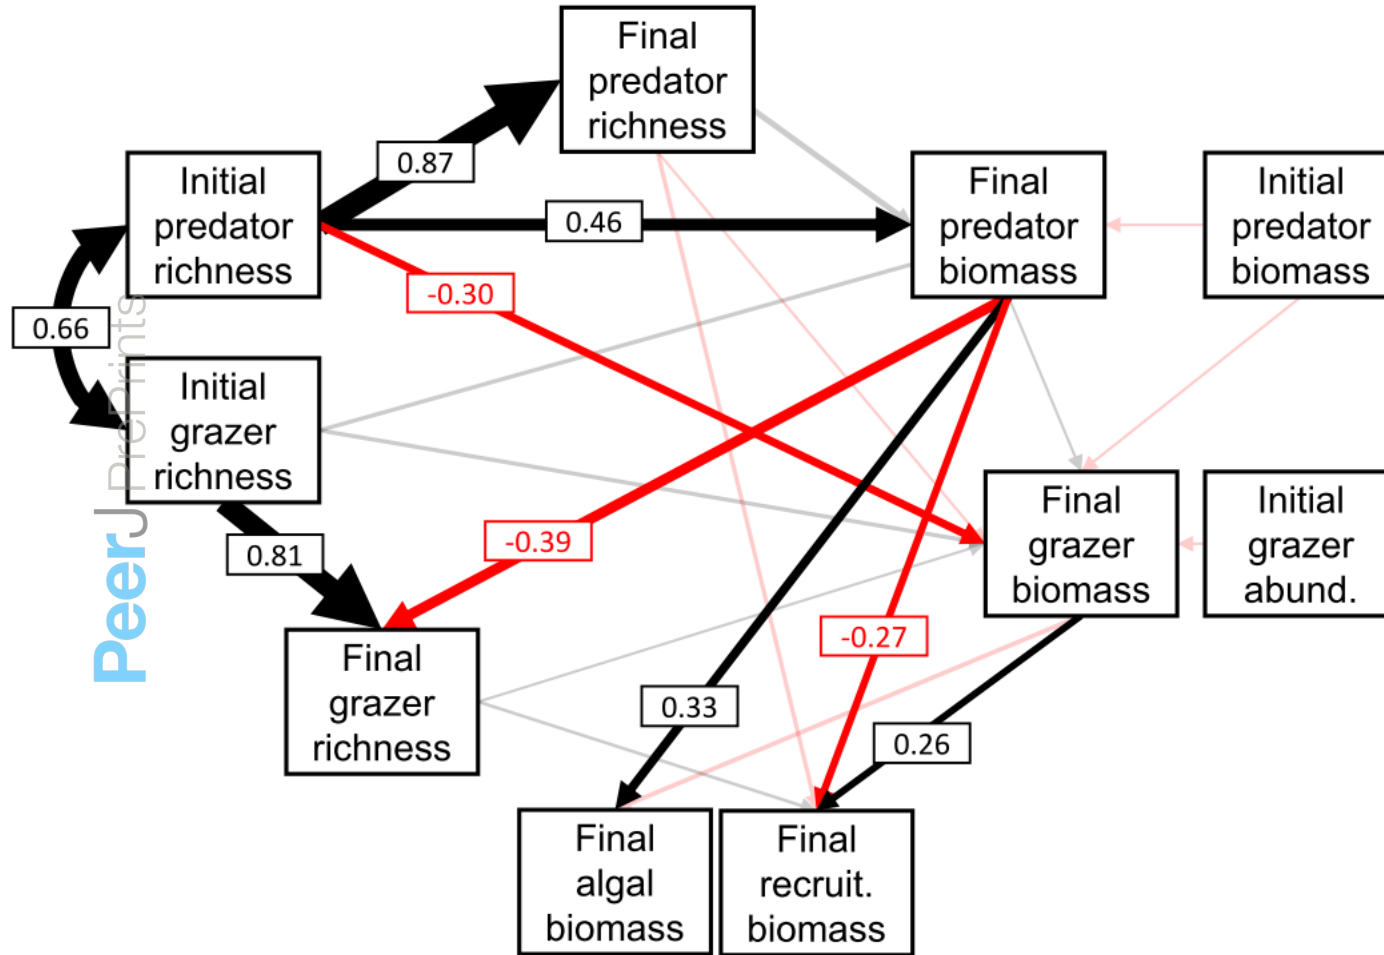 Final
predator
richness
0.87
Initial
predator
richness
0.46
Final
predator
biomass
Initial
predator
biomass
-0.30
0.66
Initial
grazer
richness
PeerJ PrePrints
-0.39
0.81
Final
grazer
biomass
Initial
grazer
abund.
-0.27
Final
grazer
richness
0.33
0.26
Final
algal
biomass
Final
recruit.
biomass